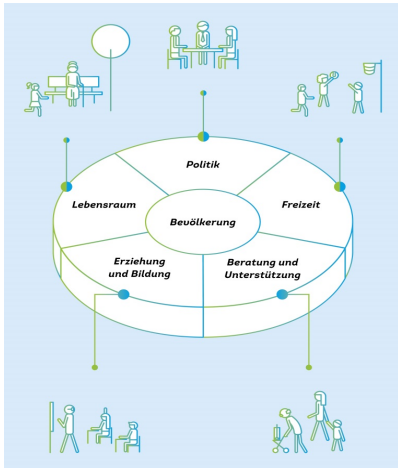 Politik
Lebensraum
Freizeit
Bevölkerung
Erziehung
und Bildung
Beratung und
Unterstützung